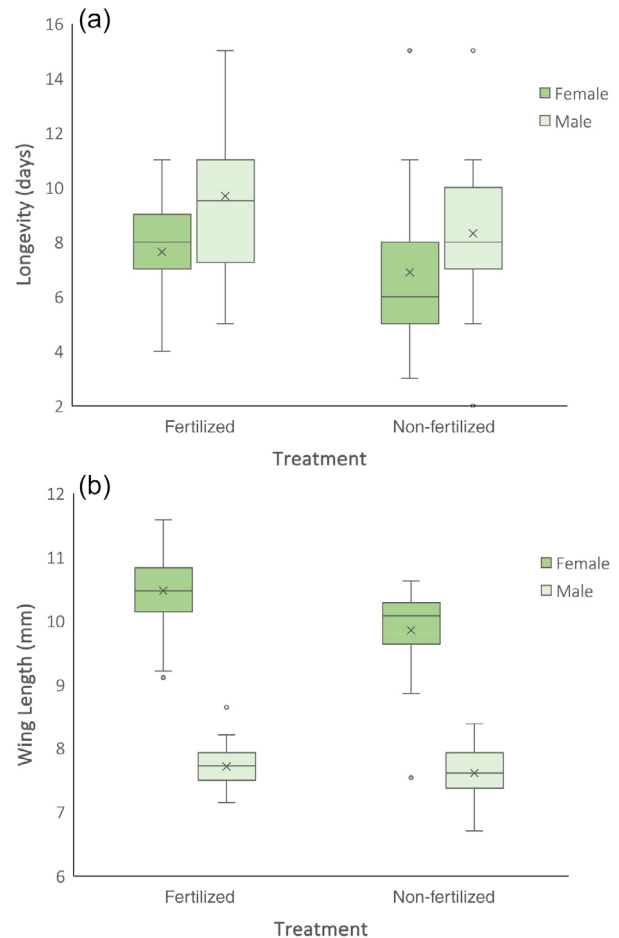 (a)
16
14
12
10
8
6
4
2
Longevity (days)
Female
Male
Fertilized
Non-fertilized
Treatment
(b)
12
11
10
9
8
7
6
Wing Length (mm)
Female
Male
Fertilized
Non-fertilized
Treatment